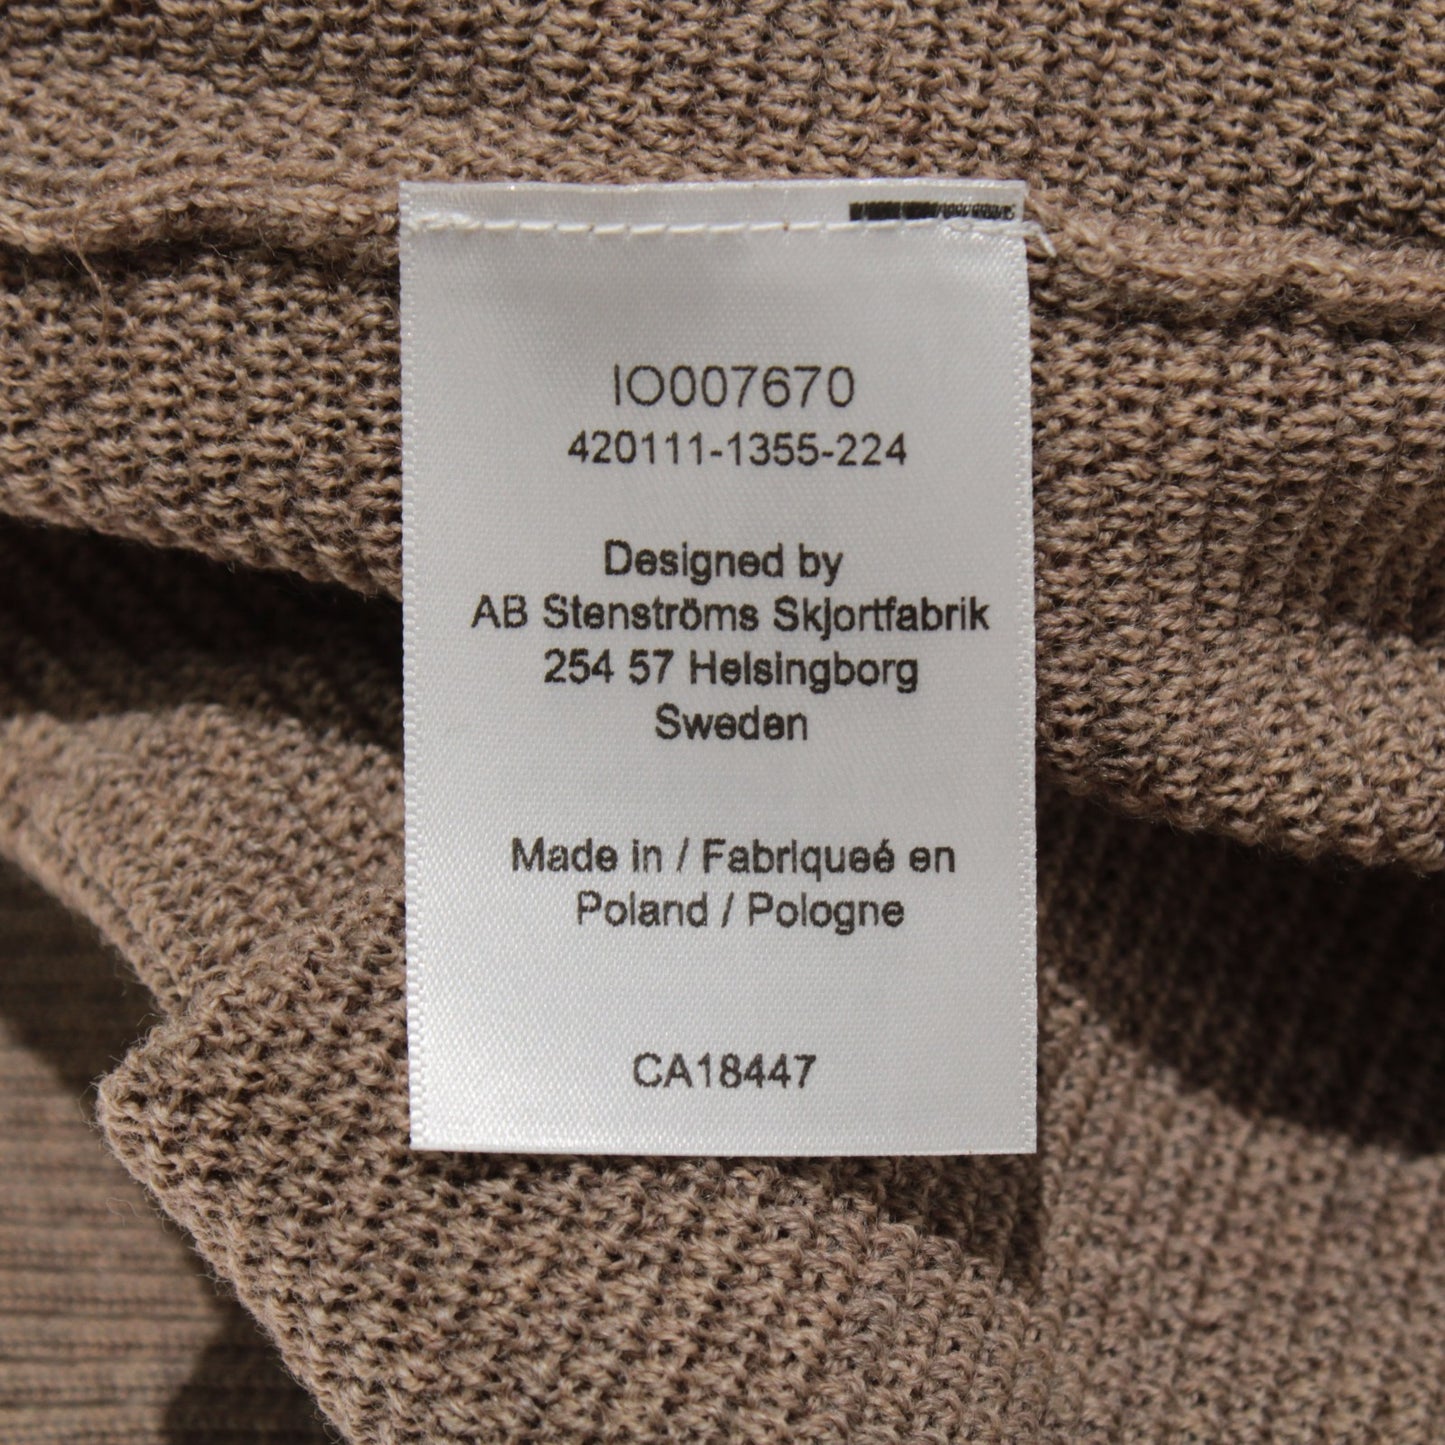 IO007670
420111-1355-224
Designed by
AB Stenströms Skjortfabrik
254 57 Helsingborg
Sweden
Made in / Fabriqueé en
Poland / Pologne
CA18447